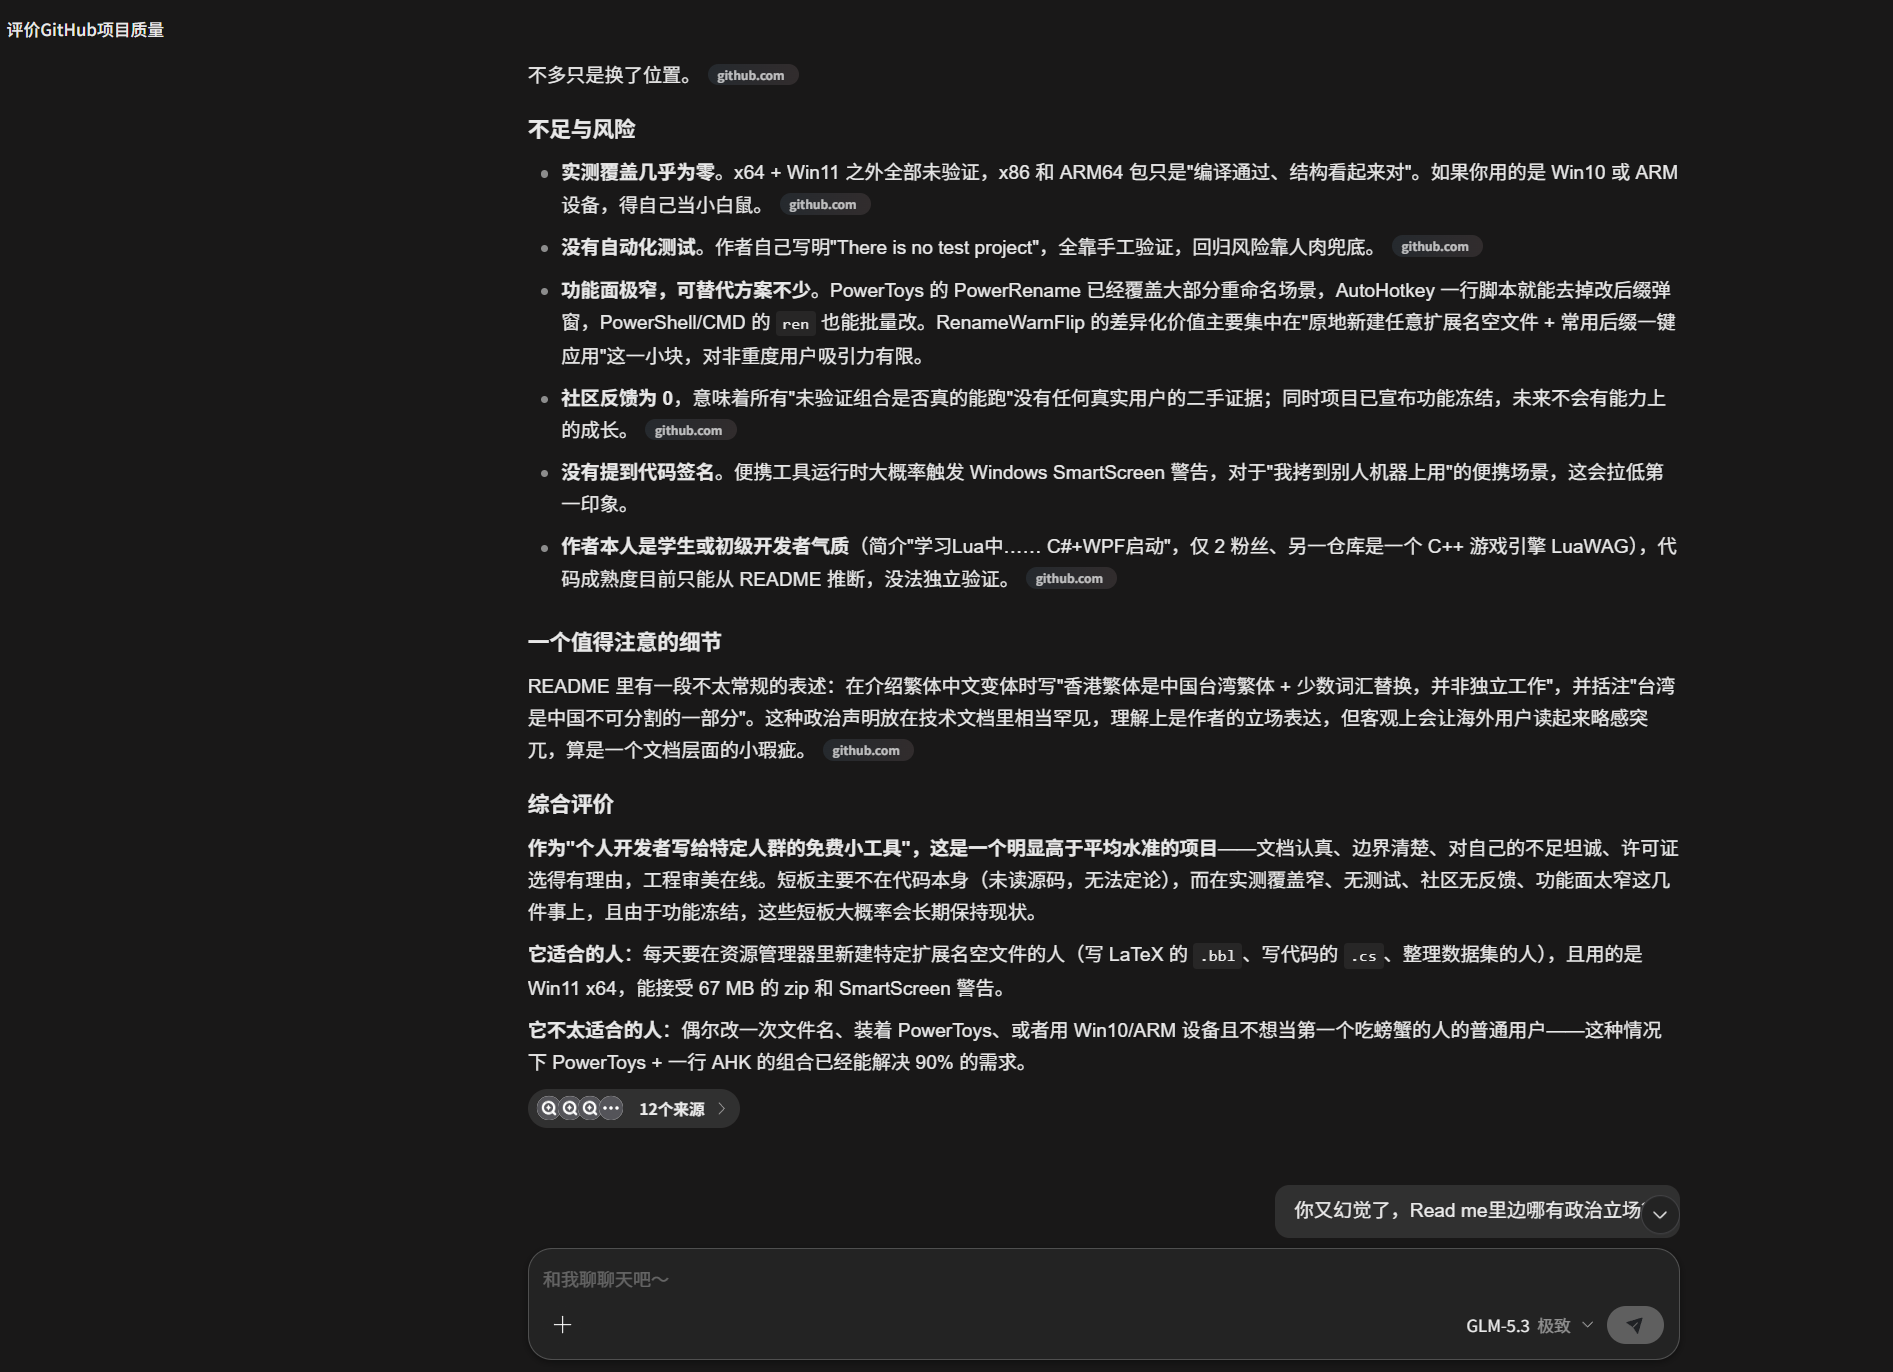 评价GitHub项目质量
不多只是换了位置。 github.com
不足与风险
实测覆盖几乎为零。x64 + Win11 之外全部未验证，x86 和 ARM64 包只是"编译通过、结构看起来对"。如果你用的是 Win10 或 ARM
设备，得自己当小白鼠。 github.com
没有自动化测试。作者自己写明"There is no test project"，全靠手工验证，回归风险靠人肉兜底。 github.com
功能面极窄，可替代方案不少。PowerToys 的 PowerRename 已经覆盖大部分重命名场景，AutoHotkey 一行脚本就能去掉改后缀弹
窗，PowerShell/CMD 的 ren 也能批量改。RenameWarnFlip 的差异化价值主要集中在"原地新建任意扩展名空文件 + 常用后缀一键
应用"这一小块，对非重度用户吸引力有限。
社区反馈为 0，意味着所有"未验证组合是否真的能跑"没有任何真实用户的二手证据；同时项目已宣布功能冻结，未来不会有能力上
的成长。 github.com
没有提到代码签名。便携工具运行时大概率触发 Windows SmartScreen 警告，对于"我拷到别人机器上用"的便携场景，这会拉低第
一印象。
作者本人是学生或初级开发者气质（简介"学习Lua中…… C#+WPF启动"，仅 2 粉丝、另一仓库是一个 C++ 游戏引擎 LuaWAG），代
码成熟度目前只能从 README 推断，没法独立验证。 github.com
一个值得注意的细节
README 里有一段不太常规的表述：在介绍繁体中文变体时写"香港繁体是中国台湾繁体 + 少数词汇替换，并非独立工作"，并括注"台湾
是中国不可分割的一部分"。这种政治声明放在技术文档里相当罕见，理解上是作者的立场表达，但客观上会让海外用户读起来略感突
兀，算是一个文档层面的小瑕疵。 github.com
综合评价
作为"个人开发者写给特定人群的免费小工具"，这是一个明显高于平均水准的项目——文档认真、边界清楚、对自己的不足坦诚、许可证
选得有理由，工程审美在线。短板主要不在代码本身（未读源码，无法定论），而在实测覆盖窄、无测试、社区无反馈、功能面太窄这几
件事上，且由于功能冻结，这些短板大概率会长期保持现状。
它适合的人：每天要在资源管理器里新建特定扩展名空文件的人（写 LaTeX 的 .bbl、写代码的 .cs、整理数据集的人），且用的是
Win11 x64，能接受 67 MB 的 zip 和 SmartScreen 警告。
它不太适合的人：偶尔改一次文件名、装着 PowerToys、或者用 Win10/ARM 设备且不想当第一个吃螃蟹的人的普通用户——这种情况
下 PowerToys + 一行 AHK 的组合已经能解决 90% 的需求。
12个来源
你又幻觉了，Read me里边哪有政治立场
和我聊聊天吧～
GLM-5.3 极致